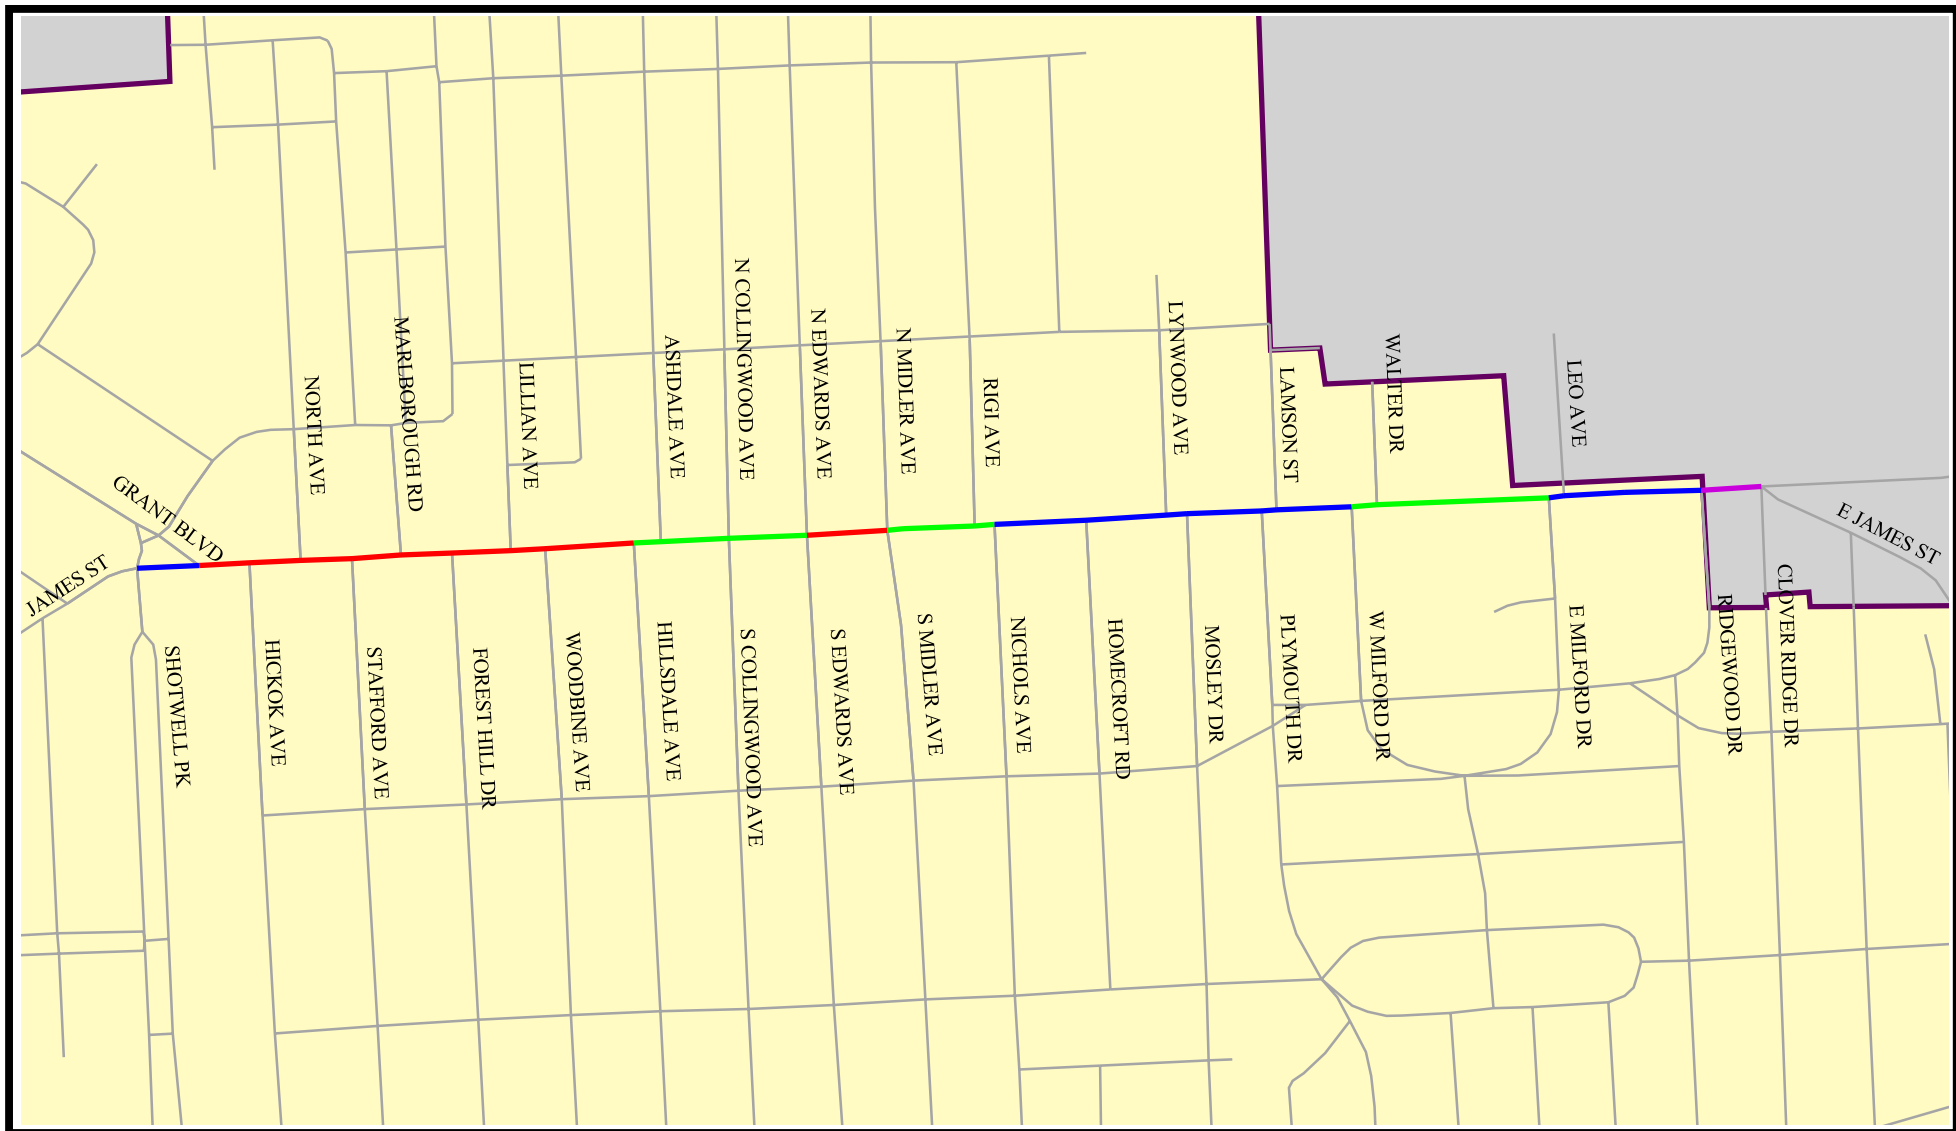 N COLLINGWOOD AVE
N EDWARDS AVE
N MIDLER AVE
LYNWOOD AVE
MARLBOROUGH RD
ASHDALE AVE
WALTER DR
LILLIAN AVE
LEO AVE
LAMSON ST
NORTH AVE
RIGI AVE
GRANT BLVD
E JAMES ST
JAMES ST
CLOVER RIDGE DR
RIDGEWOOD DR
E MILFORD DR
W MILFORD DR
PLYMOUTH DR
S MIDLER AVE
NICHOLS AVE
HOMECROFT RD
MOSLEY DR
HILLSDALE AVE
S COLLINGWOOD AVE
S EDWARDS AVE
WOODBINE AVE
HICKOK AVE
SHOTWELL PK
STAFFORD AVE
FOREST HILL DR